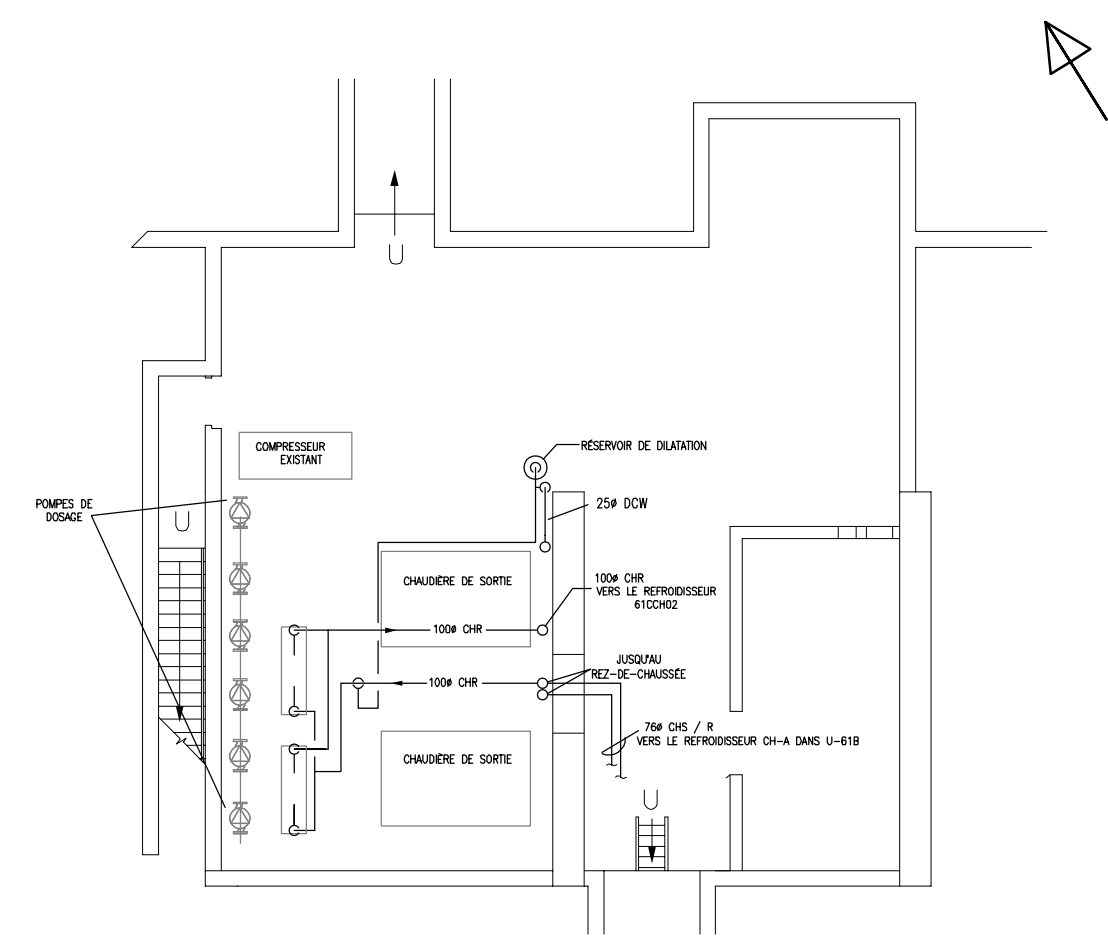 COMPRESSEUR
EXISTANT
RÉSERVOIR DE DILATATION
POMPES DE
DOSAGE
25ø DCW
CHAUDIÈRE DE SORTIE
100ø CHR
VERS LE REFROIDISSEUR
61CCH02
100ø CHR
JUSQU'AU
REZ-DE-CHAUSSÉE
100ø CHR
76ø CHS / R
VERS LE REFROIDISSEUR CH-A DANS U-61B
CHAUDIÈRE DE SORTIE
U
U
U